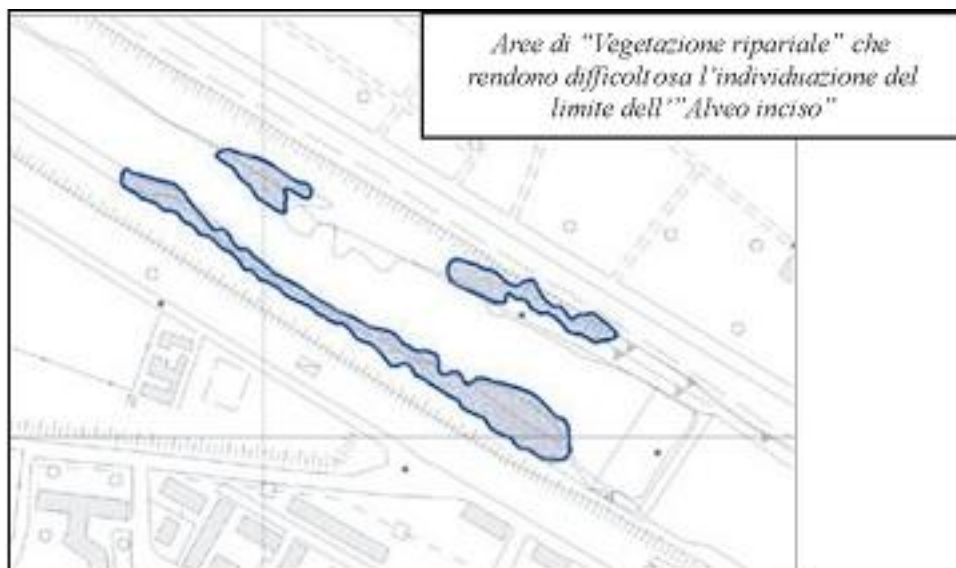 Aree di "Vegetazione ripariale" che
rendono difficoltosa l'individuazione del
limite dell'"Alveo inciso"